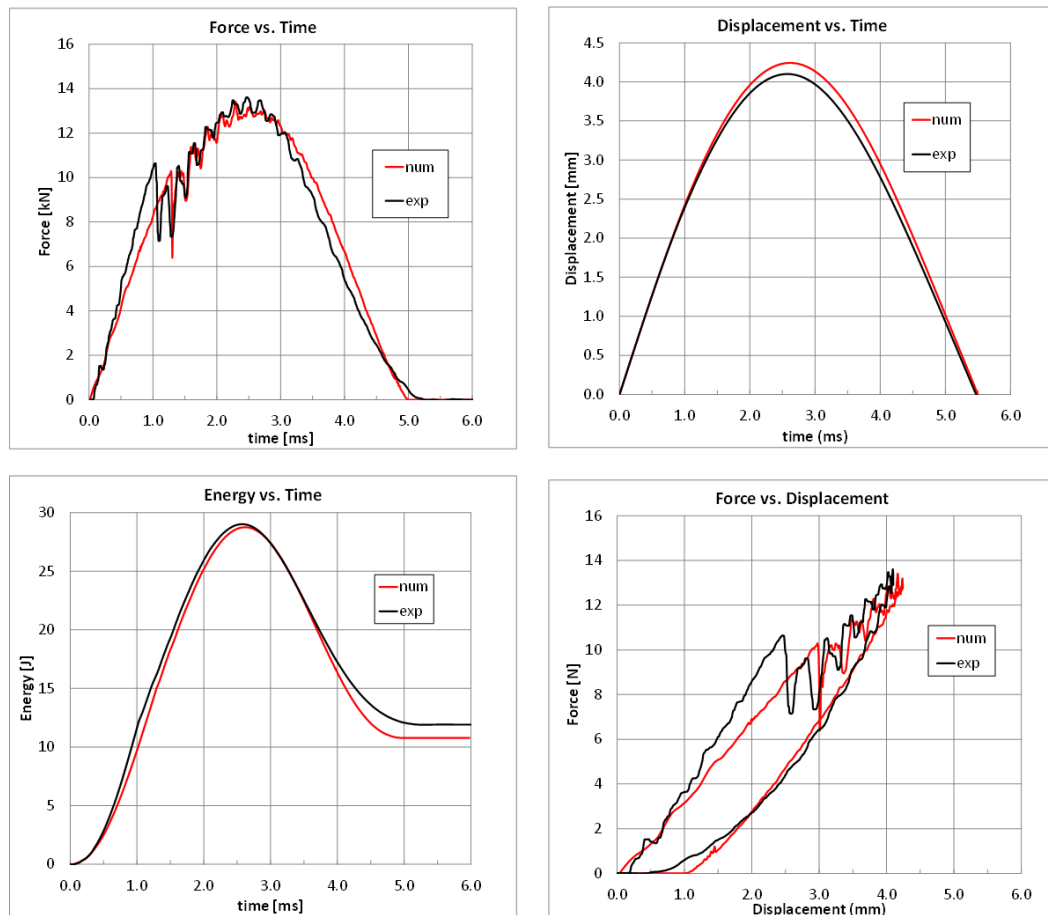 Force vs. Time
16
14
12
10
8
6
4
2
0
Force [kN]
num
exp
0.0 1.0 2.0 3.0 4.0 5.0 6.0
time [ms]
Displacement vs. Time
4.5
4.0
3.5
3.0
2.5
2.0
1.5
1.0
0.5
0.0
Displacement [mm]
num
exp
0.0 1.0 2.0 3.0 4.0 5.0 6.0
time (ms)
Energy vs. Time
30
25
20
15
10
5
0
Energy [J]
num
exp
0.0 1.0 2.0 3.0 4.0 5.0 6.0
time [ms]
Force vs. Displacement
16
14
12
10
8
6
4
2
0
Force [N]
num
exp
0.0 1.0 2.0 3.0 4.0 5.0 6.0
Displacement (mm)